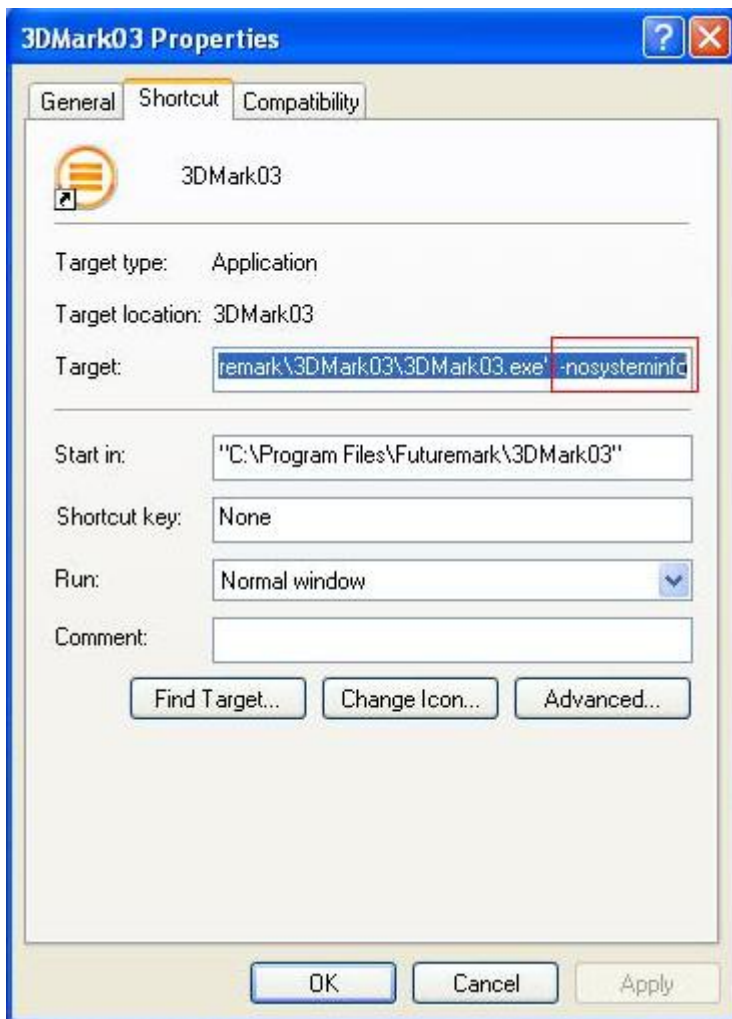 3DMark03 Properties
General Shortcut Compatibility
3DMark03
Target type: Application
Target location: 3DMark03
Target: remark\3DMark03\3DMark03.exe" -nosysteminfo
Start in: "C:\Program Files\Futuremark\3DMark03"
Shortcut key: None
Run: Normal window
Comment:
Find Target... Change Icon... Advanced...
OK Cancel Apply